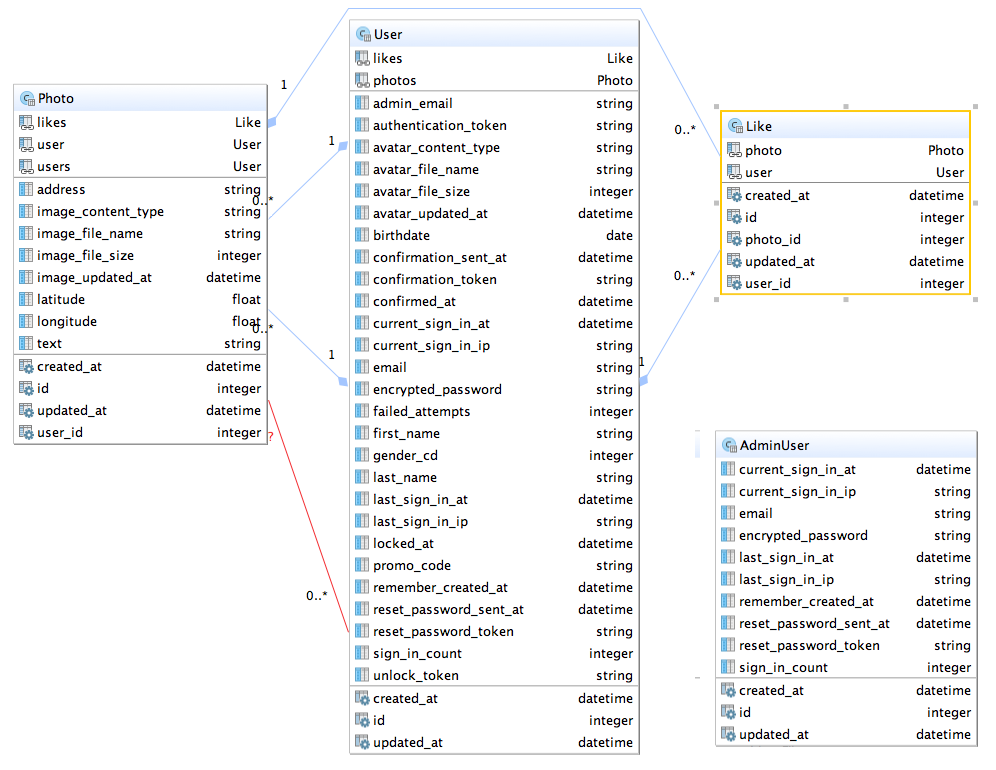 User
likes Like
photos Photo
admin_email string
authentication_token string
avatar_content_type string
avatar_file_name string
avatar_file_size integer
avatar_updated_at datetime
birthdate date
confirmation_sent_at datetime
confirmation_token string
confirmed_at datetime
current_sign_in_at datetime
current_sign_in_ip string
email string
encrypted_password string
failed_attempts integer
first_name string
gender_cd integer
last_name string
last_sign_in_at datetime
last_sign_in_ip string
locked_at datetime
promo_code string
remember_created_at datetime
reset_password_sent_at datetime
reset_password_token string
sign_in_count integer
unlock_token string
created_at datetime
id integer
updated_at datetime
Photo
likes Like
user User
users User
address string
image_content_type string
image_file_name string
image_file_size integer
image_updated_at datetime
latitude float
longitude float
text string
created_at datetime
id integer
updated_at datetime
user_id integer
1
1
0..*
0..*
1
?
0..*
0..*
0..*
1
Like
photo Photo
user User
created_at datetime
id integer
photo_id integer
updated_at datetime
user_id integer
AdminUser
current_sign_in_at datetime
current_sign_in_ip string
email string
encrypted_password string
last_sign_in_at datetime
last_sign_in_ip string
remember_created_at datetime
reset_password_sent_at datetime
reset_password_token string
sign_in_count integer
created_at datetime
id integer
updated_at datetime